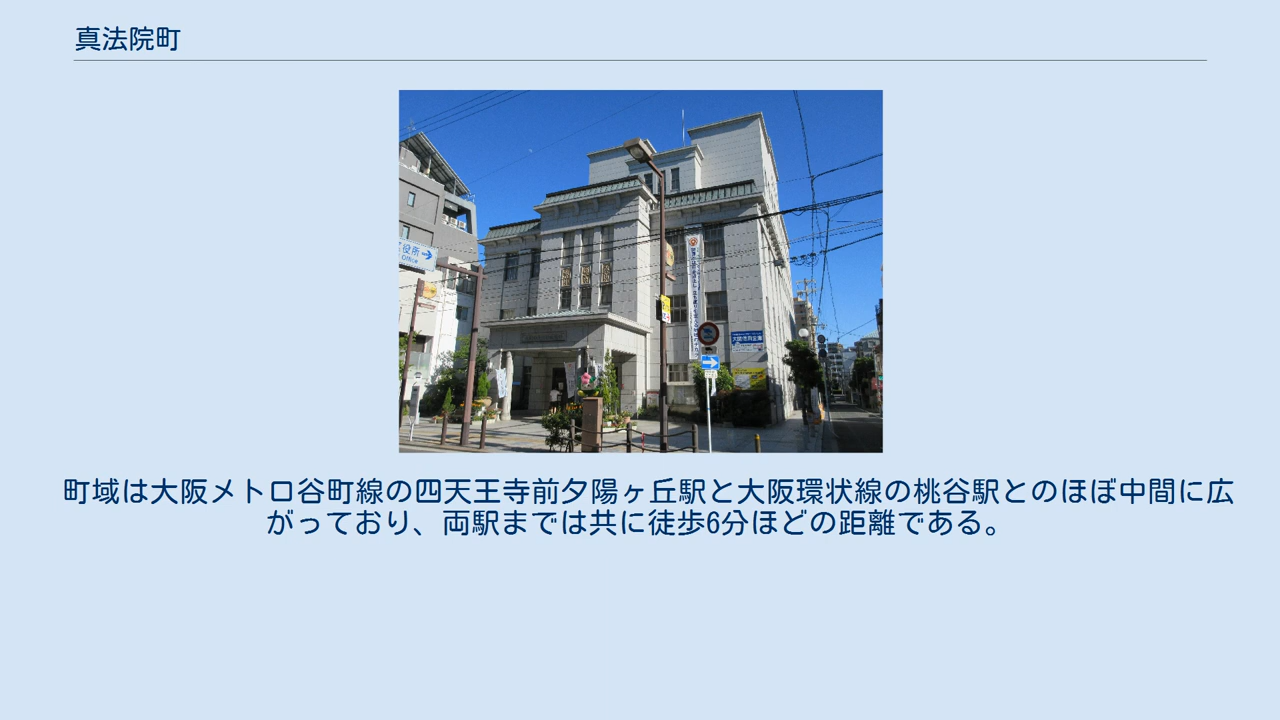 真法院町
役所
Office
町域は大阪メトロ谷町線の四天王寺前夕陽ヶ丘駅と大阪環状線の桃谷駅とのほぼ中間に広
がっており、両駅までは共に徒歩6分ほどの距離である。